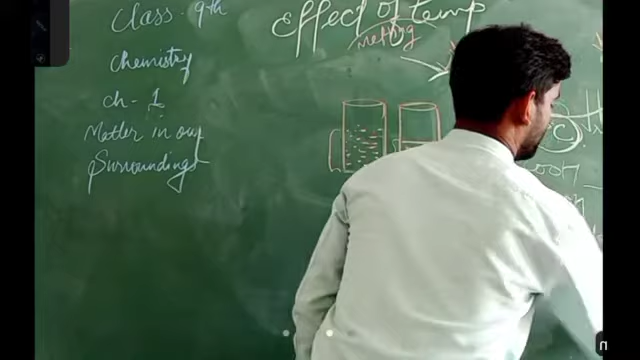 Class. 9th
Chemistry
ch - 1
Matter in our
Surroundings
Effect of temp
melting